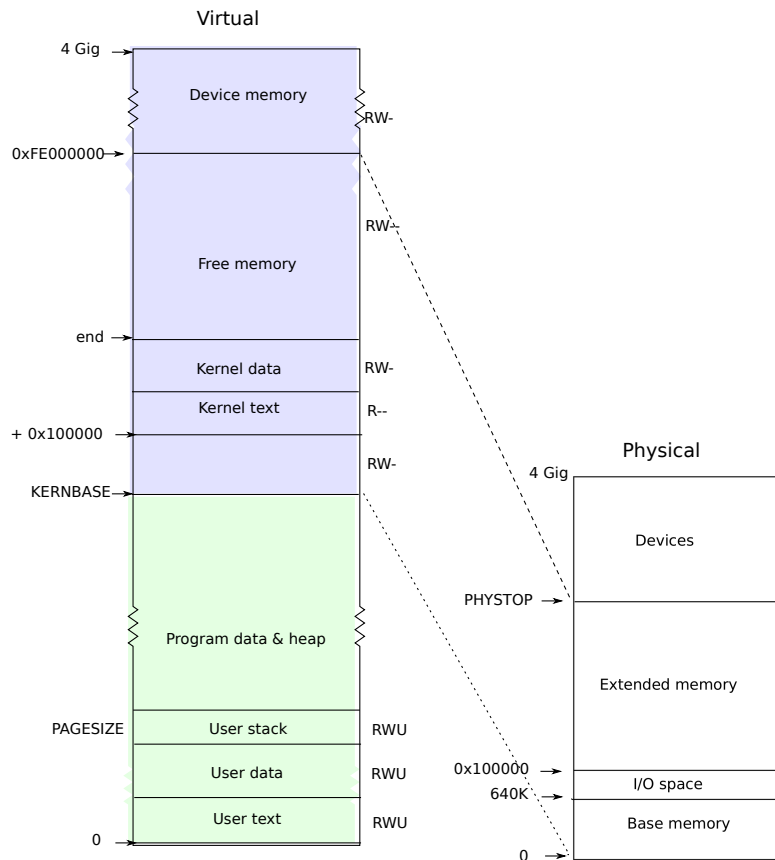 Virtual
4 Gig
Device memory
RW-
0xFE000000
RW--
Free memory
end
Kernel data
RW-
Kernel text
R--
+ 0x100000
RW-
KERNBASE
Program data & heap
PAGESIZE
User stack
RWU
User data
RWU
User text
RWU
0
Physical
4 Gig
Devices
PHYSTOP
Extended memory
0x100000
I/O space
640K
Base memory
0